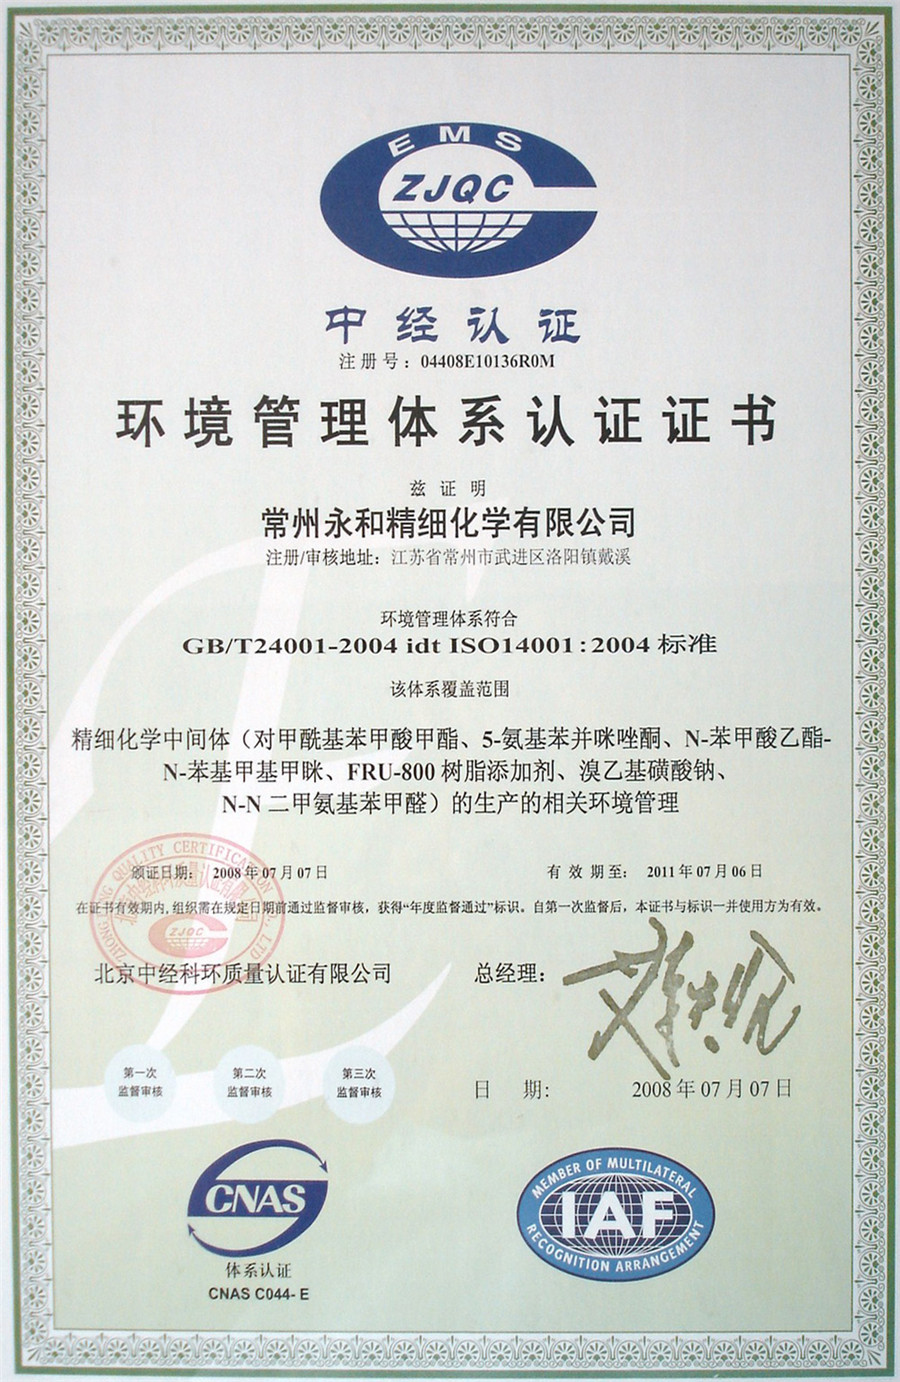 EMS
ZJQC
中经认证
注册号：04408E10136R0M
环境管理体系认证证书
兹证明
常州永和精细化学有限公司
注册/审核地址：江苏省常州市武进区洛阳镇戴溪
环境管理体系符合
GB/T24001-2004 idt ISO14001:2004 标准
该体系覆盖范围
精细化学中间体（对甲酰基苯甲酸甲酯、5-氨基苯并咪唑酮、N-苯甲酸乙酯-
N-苯基甲基甲脒、FRU-800 树脂添加剂、溴乙基磺酸钠、
N-N 二甲氨基苯甲醛）的生产的相关环境管理
颁证日期： 2008年07月07日 有效期至： 2011年07月06日
在证书有效期内,组织需在规定日期前通过监督审核，获得“年度监督通过”标识。自第一次监督后，本证书与标识一并使用方为有效。
ZJQC
北京中经科环质量认证有限公司 总经理：
第一次 第二次 第三次
监督审核 监督审核 监督审核
日 期: 2008年07月07日
CNAS
体系认证
CNAS C044- E
MEMBER OF MULTILATERAL
IAF
RECOGNITION ARRANGEMENT